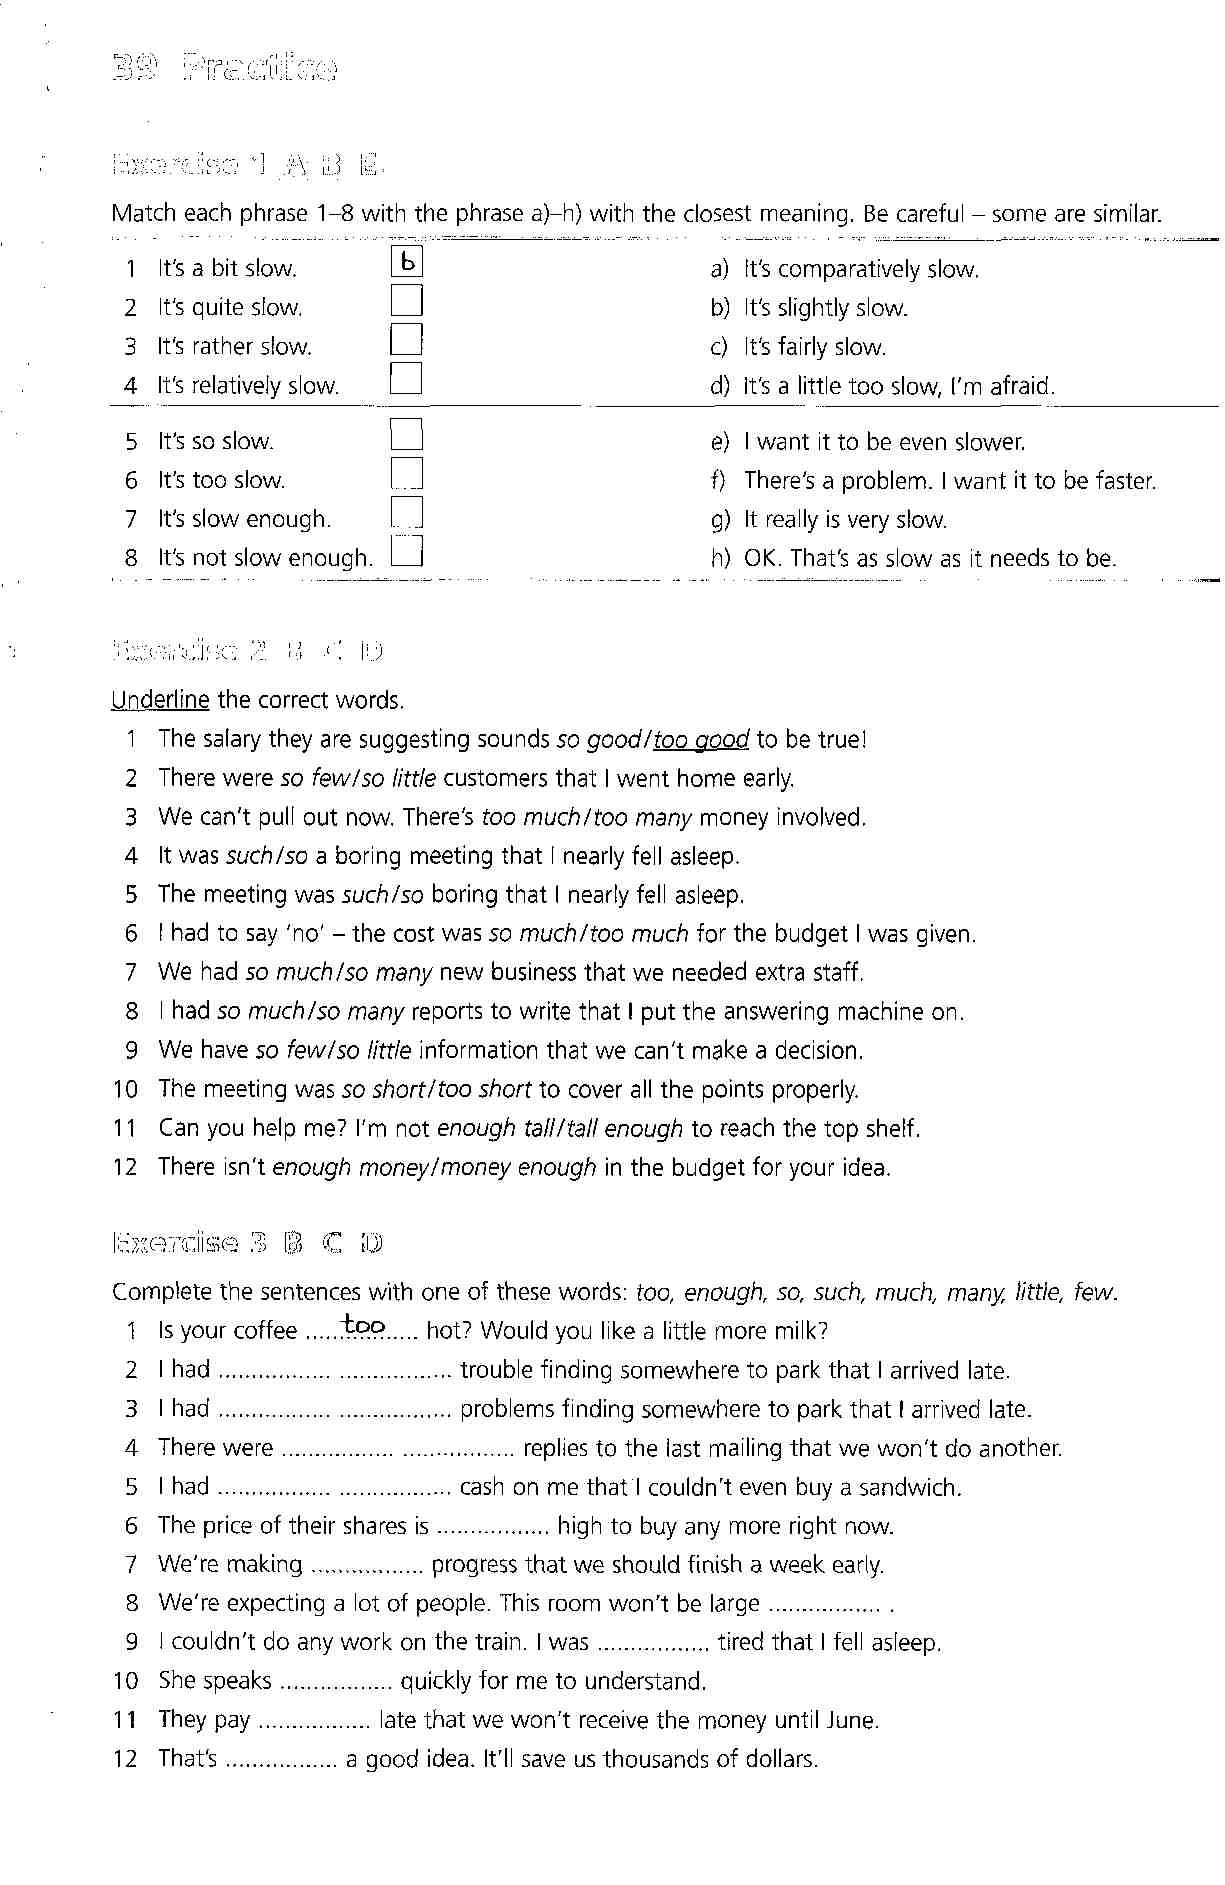 39 Practice
Exercise 1 A B E
Match each phrase 1–8 with the phrase a)–h) with the closest meaning. Be careful – some are similar.
1 It's a bit slow. b a) It's comparatively slow.
2 It's quite slow. b) It's slightly slow.
3 It's rather slow. c) It's fairly slow.
4 It's relatively slow. d) It's a little too slow, I'm afraid.
5 It's so slow. e) I want it to be even slower.
6 It's too slow. f) There's a problem. I want it to be faster.
7 It's slow enough. g) It really is very slow.
8 It's not slow enough. h) OK. That's as slow as it needs to be.
Exercise 2 B C D
Underline the correct words.
1 The salary they are suggesting sounds so good/too good to be true!
2 There were so few/so little customers that I went home early.
3 We can't pull out now. There's too much/too many money involved.
4 It was such/so a boring meeting that I nearly fell asleep.
5 The meeting was such/so boring that I nearly fell asleep.
6 I had to say 'no' – the cost was so much/too much for the budget I was given.
7 We had so much/so many new business that we needed extra staff.
8 I had so much/so many reports to write that I put the answering machine on.
9 We have so few/so little information that we can't make a decision.
10 The meeting was so short/too short to cover all the points properly.
11 Can you help me? I'm not enough tall/tall enough to reach the top shelf.
12 There isn't enough money/money enough in the budget for your idea.
Exercise 3 B C D
Complete the sentences with one of these words: too, enough, so, such, much, many, little, few.
1 Is your coffee .....too..... hot? Would you like a little more milk?
2 I had ................. ................. trouble finding somewhere to park that I arrived late.
3 I had ................. ................. problems finding somewhere to park that I arrived late.
4 There were ................. ................. replies to the last mailing that we won't do another.
5 I had ................. ................. cash on me that I couldn't even buy a sandwich.
6 The price of their shares is ................. high to buy any more right now.
7 We're making ................. progress that we should finish a week early.
8 We're expecting a lot of people. This room won't be large ................. .
9 I couldn't do any work on the train. I was ................. tired that I fell asleep.
10 She speaks ................. quickly for me to understand.
11 They pay ................. late that we won't receive the money until June.
12 That's ................. a good idea. It'll save us thousands of dollars.